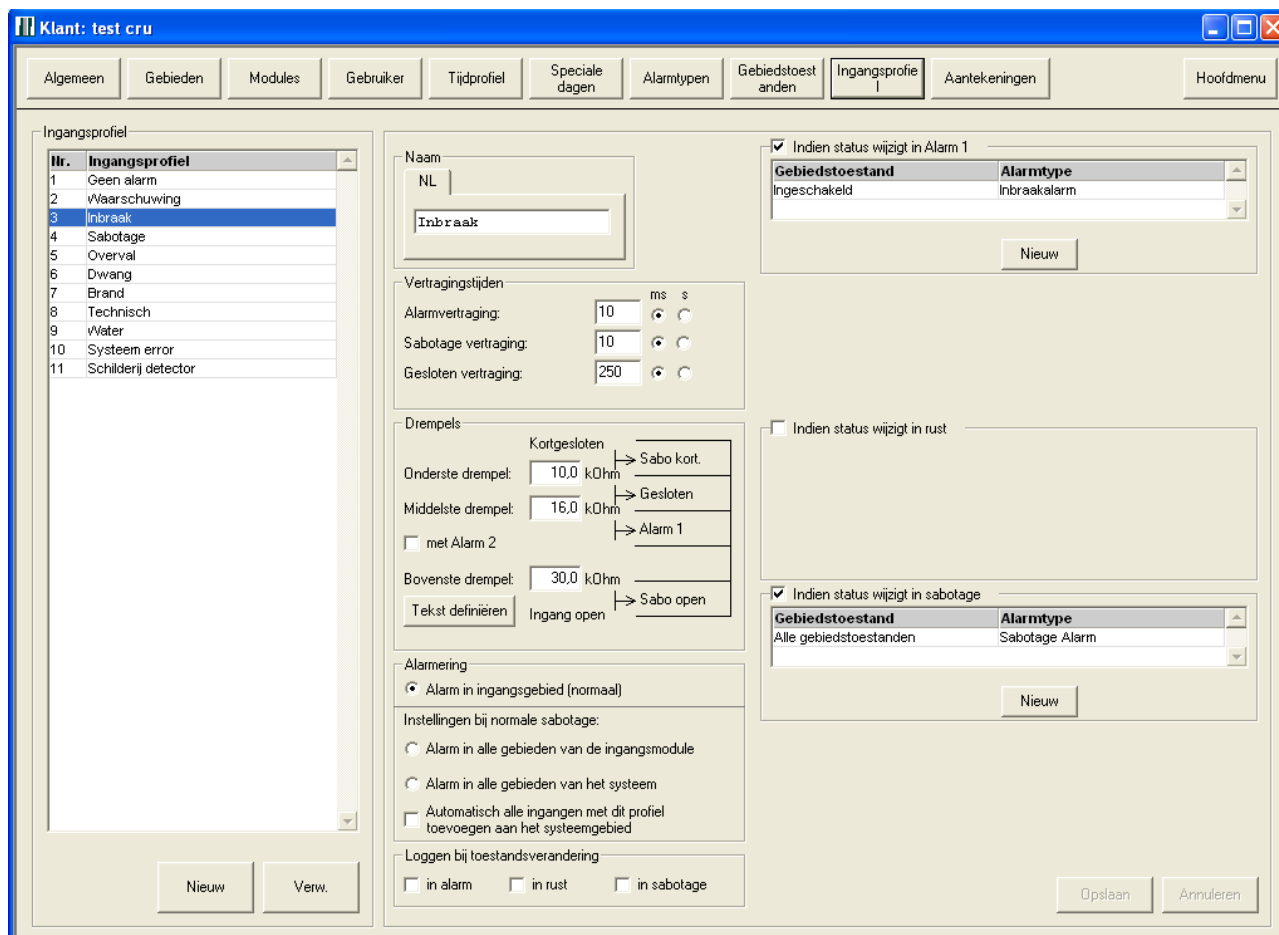 Klant: test cru
Algemeen
Gebieden
Modules
Gebruiker
Tijdprofiel
Speciale
dagen
Alarmtypen
Gebiedstoest
anden
Ingangsprofie
l
Aantekeningen
Hoofdmenu
Ingangsprofiel
Nr. Ingangsprofiel
1 Geen alarm
2 Waarschuwing
3 Inbraak
4 Sabotage
5 Overval
6 Dwang
7 Brand
8 Technisch
9 Water
10 Systeem error
11 Schilderij detector
Nieuw
Verw.
Naam
NL
Inbraak
Vertragingstijden
ms s
Alarmvertraging: 10
Sabotage vertraging: 10
Gesloten vertraging: 250
Drempels
Kortgesloten
Sabo kort.
Onderste drempel: 10,0 kOhm
Gesloten
Middelste drempel: 16,0 kOhm
Alarm 1
met Alarm 2
Bovenste drempel: 30,0 kOhm
Sabo open
Tekst definiëren
Ingang open
Alarmering
Alarm in ingangsgebied (normaal)
Instellingen bij normale sabotage:
Alarm in alle gebieden van de ingangsmodule
Alarm in alle gebieden van het systeem
Automatisch alle ingangen met dit profiel
toevoegen aan het systeemgebied
Loggen bij toestandsverandering
in alarm
in rust
in sabotage
Indien status wijzigt in Alarm 1
Gebiedstoestand Alarmtype
Ingeschakeld Inbraakalarm
Nieuw
Indien status wijzigt in rust
Indien status wijzigt in sabotage
Gebiedstoestand Alarmtype
Alle gebiedstoestanden Sabotage Alarm
Nieuw
Opslaan
Annuleren